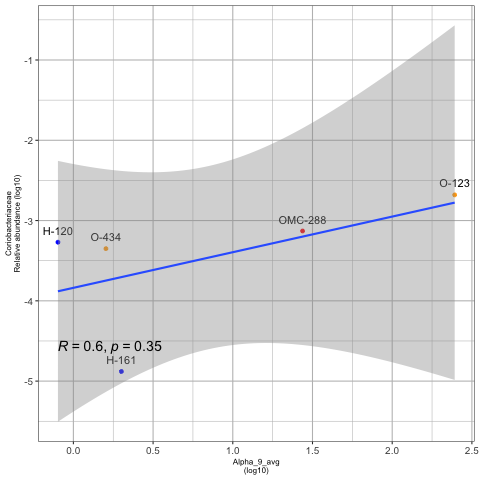 Coriobacteriaceae
Relative abundance (log10)
-1
-2
-3
-4
-5
O-123
OMC-288
H-120
O-434
R = 0.6, p = 0.35
H-161
0.0
0.5
1.0
1.5
2.0
2.5
Alpha_9_avg
(log10)